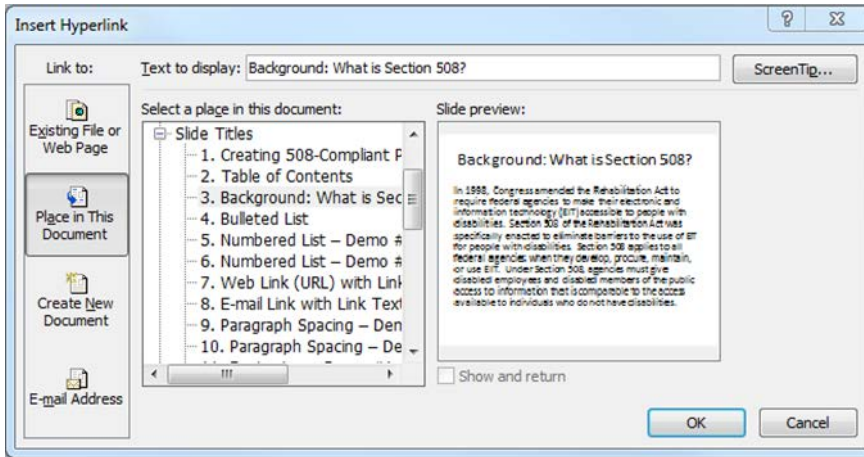 Insert Hyperlink
Link to:
Text to display: Background: What is Section 508?
ScreenTip...
Existing File or
Web Page
Place in This
Document
Create New
Document
E-mail Address
Select a place in this document:
Slide Titles
1. Creating 508-Compliant P
2. Table of Contents
3. Background: What is Sec
4. Bulleted List
5. Numbered List – Demo #
6. Numbered List – Demo #
7. Web Link (URL) with Link
8. E-mail Link with Link Text
9. Paragraph Spacing – Den
10. Paragraph Spacing – De
Slide preview:
Background: What is Section 508?
In 1998, Congress amended the Rehabilitation Act to
require federal agencies to make their electronic and
information technology (EIT) accessible to people with
disabilities. Section 508 of the Rehabilitation Act was
specifically enacted to eliminate barriers to the use of EIT
for people with disabilities. Section 508 applies to all
federal agencies when they develop, procure, maintain,
or use EIT. Under Section 508, agencies must give
disabled employees and disabled members of the public
access to information that is comparable to the access
available to individuals who do not have disabilities.
Show and return
OK
Cancel